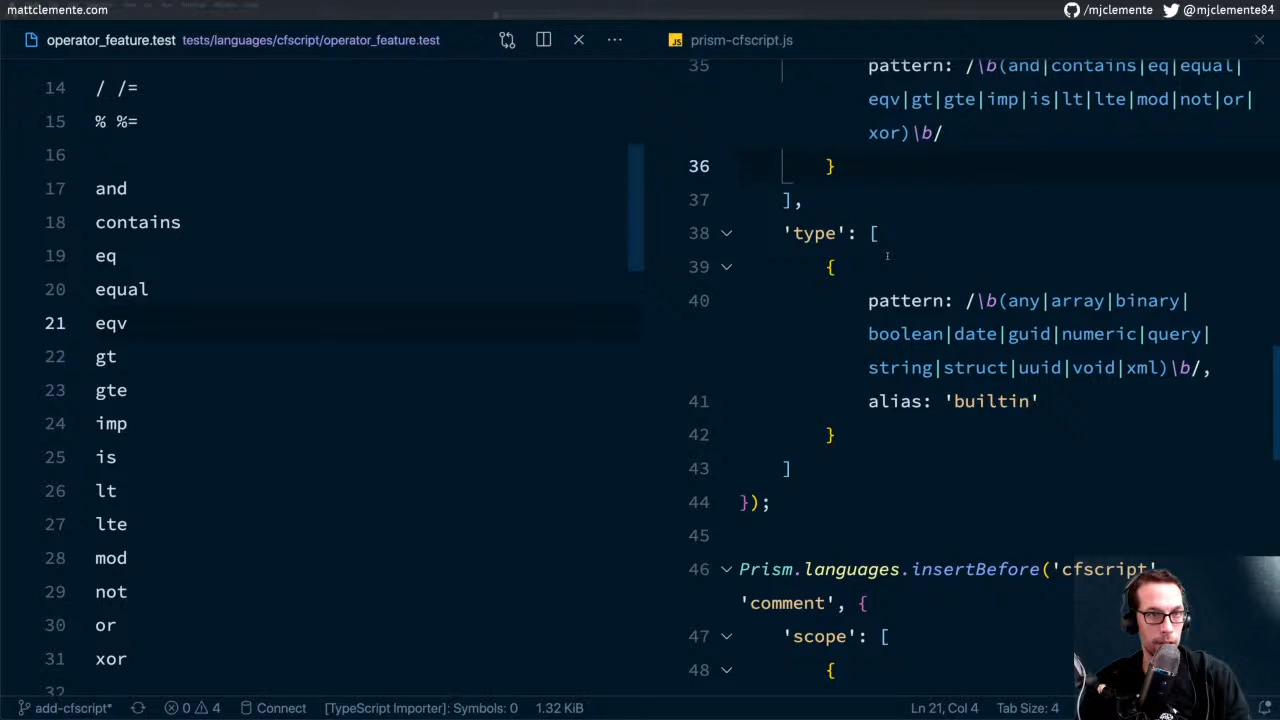 mattclemente.com
/mjclemente @mjclemente84
operator_feature.test tests/languages/cfscript/operator_feature.test
14 / /=
15 % %=
16
17 and
18 contains
19 eq
20 equal
21 eqv
22 gt
23 gte
24 imp
25 is
26 lt
27 lte
28 mod
29 not
30 or
31 xor
32
JS prism-cfscript.js
35 pattern: /\b(and|contains|eq|equal|
eqv|gt|gte|imp|is|lt|lte|mod|not|or|
xor)\b/
36 }
37 ],
38 'type': [
39 {
40 pattern: /\b(any|array|binary|
boolean|date|guid|numeric|query|
string|struct|uuid|void|xml)\b/,
41 alias: 'builtin'
42 }
43 ]
44 });
45
46 Prism.languages.insertBefore('cfscript'
'comment', {
47 'scope': [
48 {
add-cfscript* 0 4 Connect [TypeScript Importer]: Symbols: 0 1.32 KiB Ln 21, Col 4 Tab Size: 4